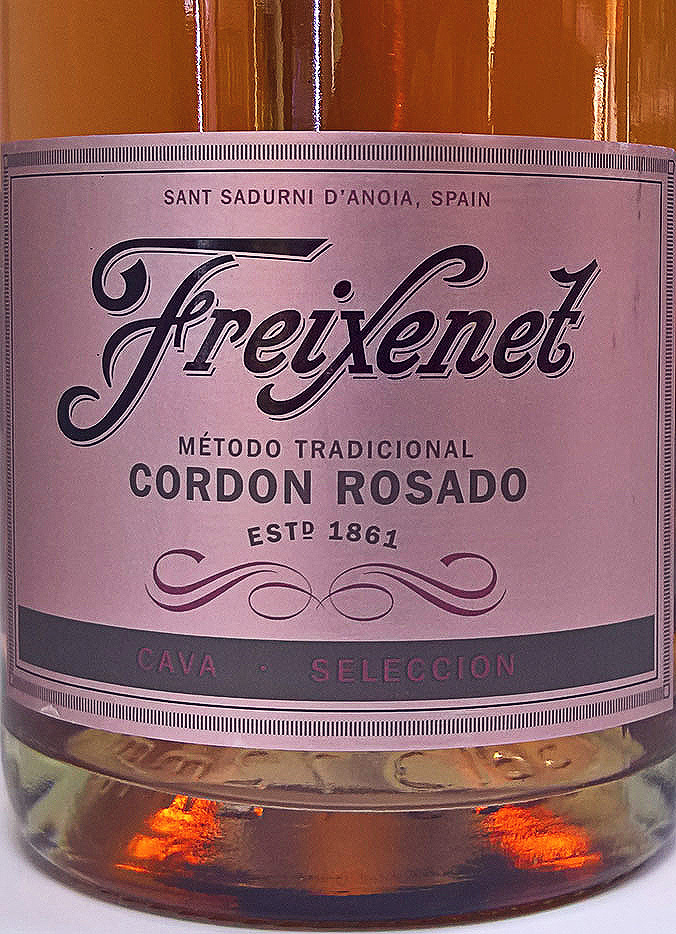 SANT SADURNI D'ANOIA, SPAIN
Freixenet
MÉTODO TRADICIONAL
CORDON ROSADO
ESTD 1861
CAVA · SELECCION